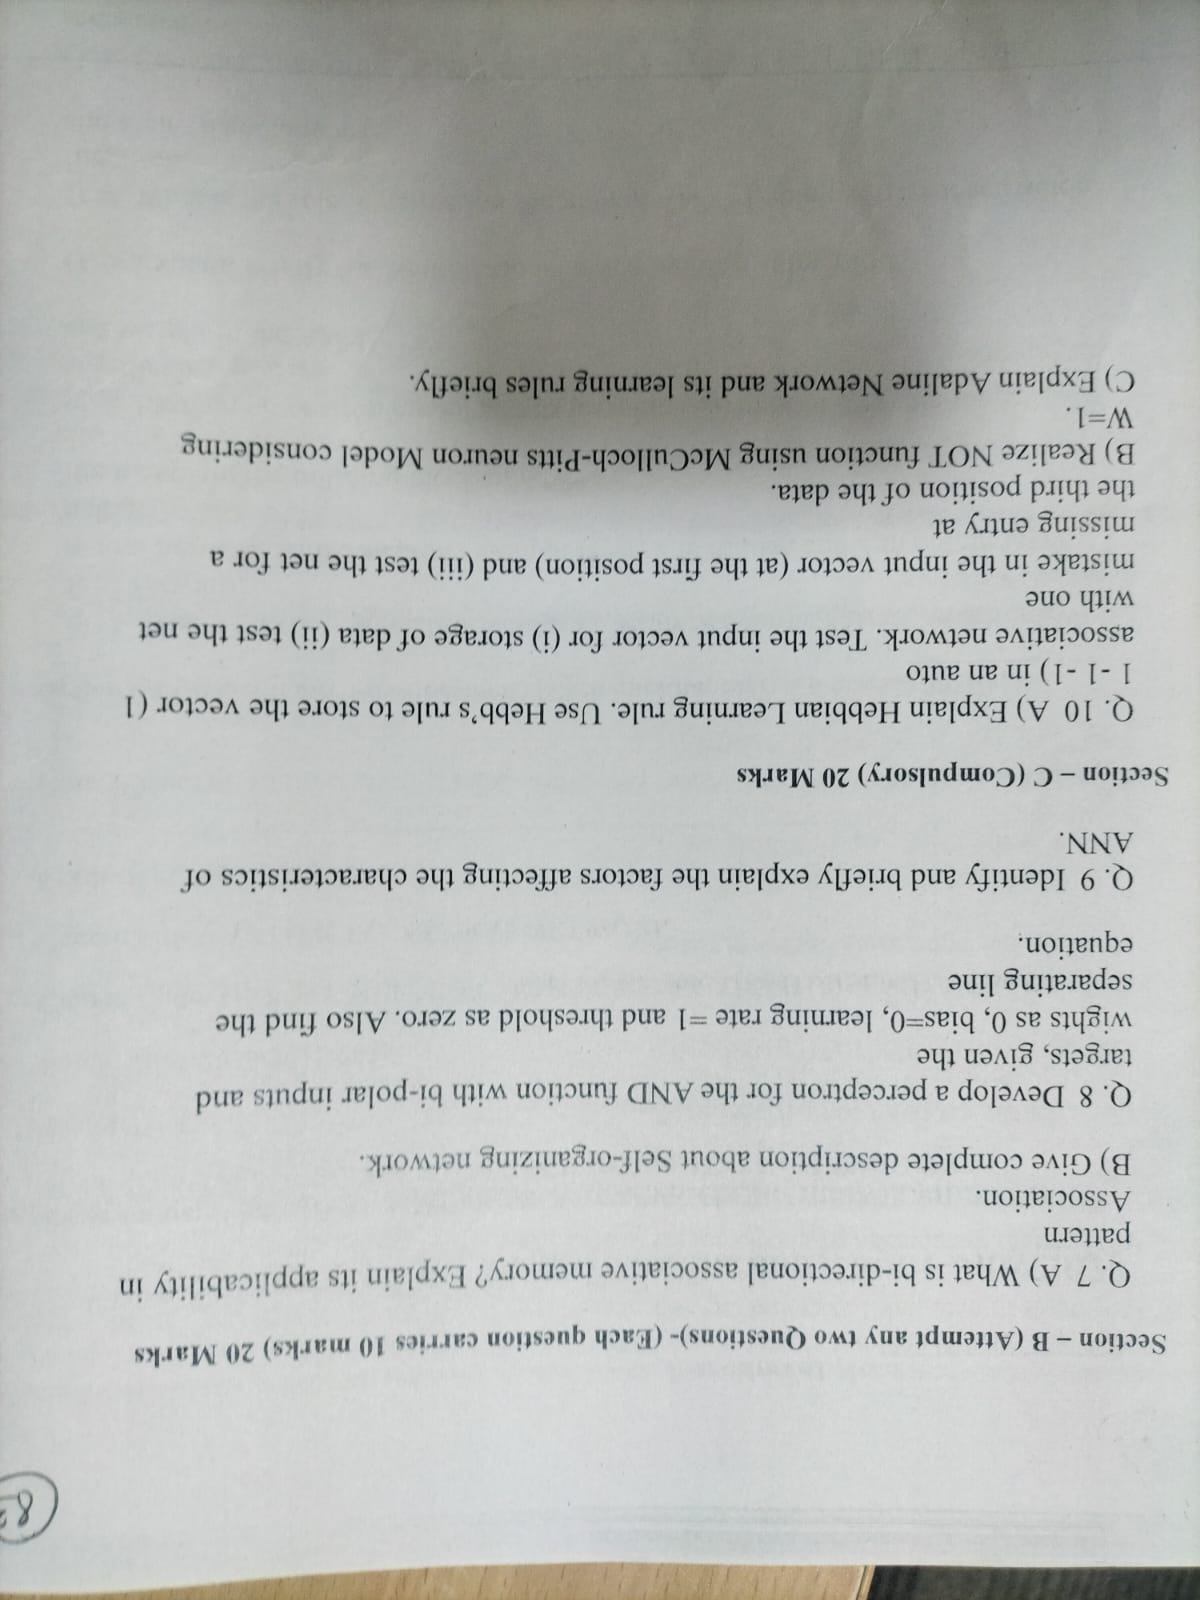 Section – B (Attempt any two Questions)- (Each question carries 10 marks) 20 Marks
Q. 7 A) What is bi-directional associative memory? Explain its applicability in
pattern
Association.
B) Give complete description about Self-organizing network.
Q. 8 Develop a perceptron for the AND function with bi-polar inputs and
targets, given the
wights as 0, bias=0, learning rate =1 and threshold as zero. Also find the
separating line
equation.
Q. 9 Identify and briefly explain the factors affecting the characteristics of
ANN.
Section – C (Compulsory) 20 Marks
Q. 10 A) Explain Hebbian Learning rule. Use Hebb’s rule to store the vector (1
1 -1 -1) in an auto
associative network. Test the input vector for (i) storage of data (ii) test the net
with one
mistake in the input vector (at the first position) and (iii) test the net for a
missing entry at
the third position of the data.
B) Realize NOT function using McCulloch-Pitts neuron Model considering
W=1.
C) Explain Adaline Network and its learning rules briefly.